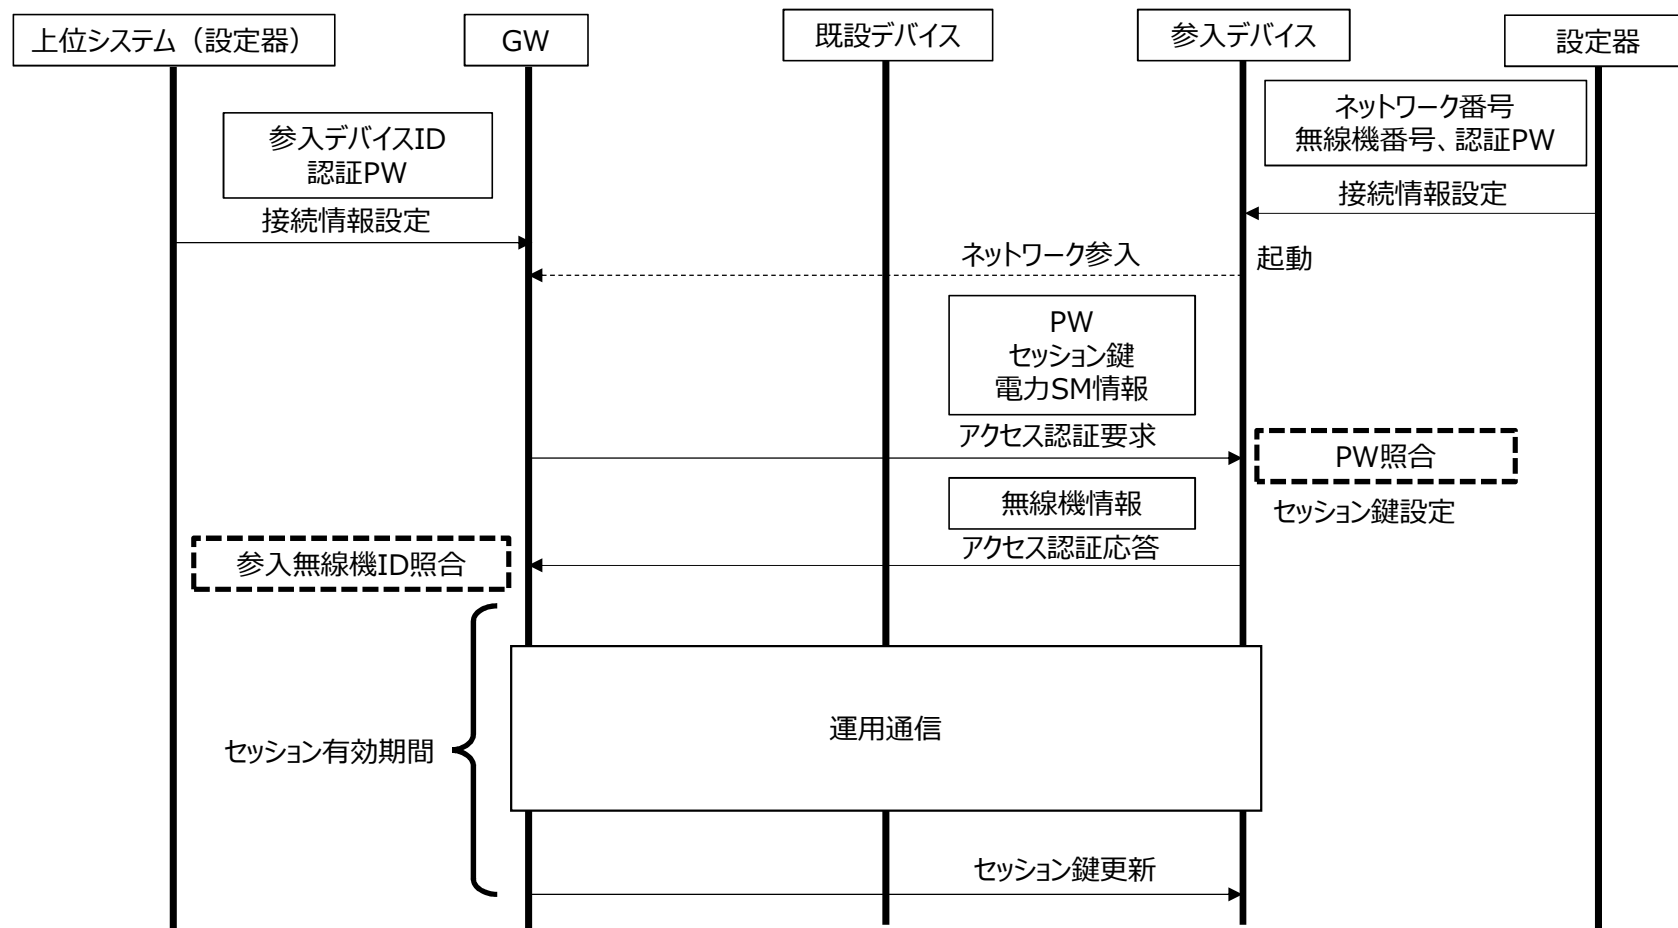 上位システム（設定器）
GW
既設デバイス
参入デバイス
設定器
ネットワーク番号
無線機番号、認証PW
参入デバイスID
認証PW
接続情報設定
接続情報設定
ネットワーク参入
起動
PW
セッション鍵
電力SM情報
アクセス認証要求
PW照合
無線機情報
セッション鍵設定
アクセス認証応答
参入無線機ID照合
運用通信
セッション有効期間
セッション鍵更新